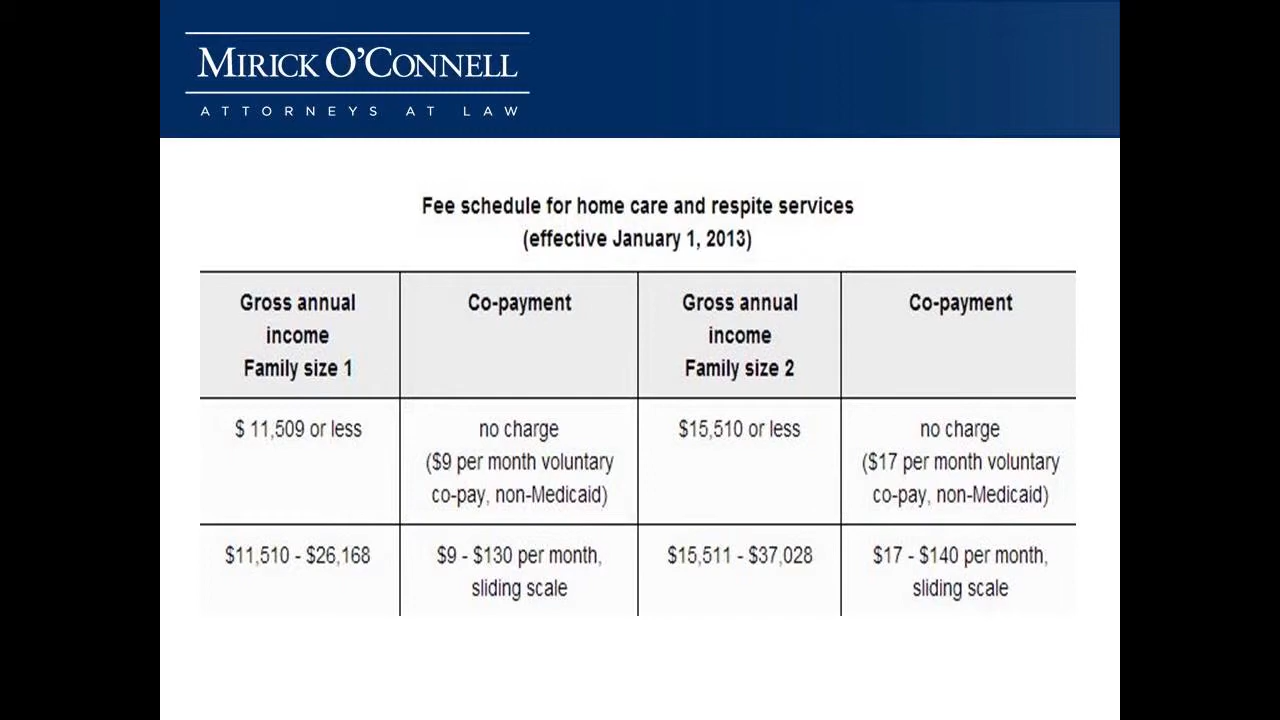 MIRICK O'CONNELL
ATTORNEYS AT LAW
Fee schedule for home care and respite services
(effective January 1, 2013)
Gross annual
income
Family size 1
Co-payment
Gross annual
income
Family size 2
Co-payment
$ 11,509 or less
no charge
($9 per month voluntary
co-pay, non-Medicaid)
$15,510 or less
no charge
($17 per month voluntary
co-pay, non-Medicaid)
$11,510 - $26,168
$9 - $130 per month,
sliding scale
$15,511 - $37,028
$17 - $140 per month,
sliding scale